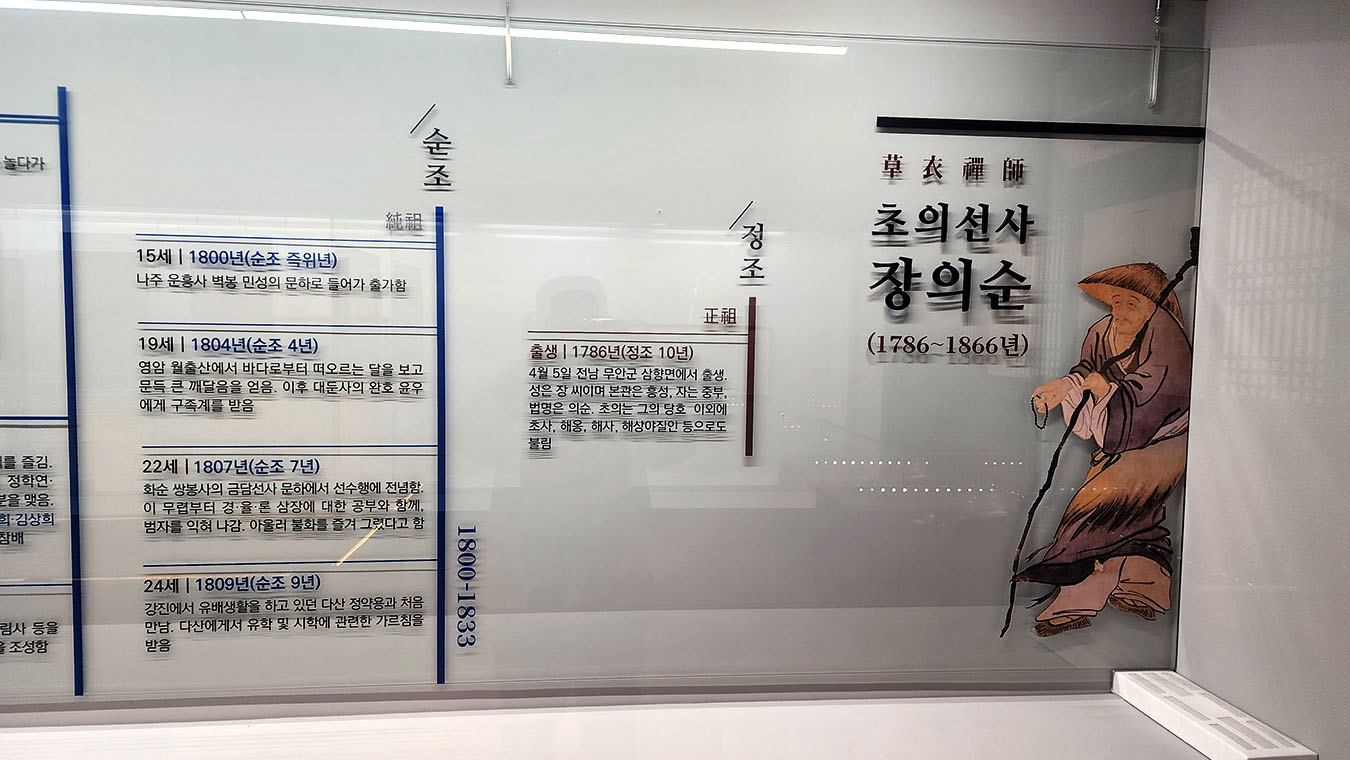 草衣禪師
초의선사
장의순
(1786~1866년)
정조
正祖
출생 | 1786년(정조 10년)
4월 5일 전남 무안군 삼향면에서 출생.
성은 장 씨이며 본관은 흥성, 자는 중부,
법명은 의순. 초의는 그의 당호 이외에
조사, 해옹, 해사, 해상야질인 등으로도
불림
순조
純祖
15세 | 1800년(순조 즉위년)
나주 운흥사 벽봉 민성의 문하로 들어가 출가함
19세 | 1804년(순조 4년)
영암 월출산에서 바다로부터 떠오르는 달을 보고
문득 큰 깨달음을 얻음. 이후 대둔사의 완호 윤우
에게 구족계를 받음
22세 | 1807년(순조 7년)
화순 쌍봉사의 금담선사 문하에서 선수행에 전념함.
이 무렵부터 경·율·론 삼장에 대한 공부와 함께,
범자를 익혀 나감. 아울러 불화를 즐겨 그렸다고 함
24세 | 1809년(순조 9년)
강진에서 유배생활을 하고 있던 다산 정약용과 처음
만남. 다산에게서 유학 및 시학에 관련한 가르침을
받음
1800-1833
놀다가
를 즐김.
정학연·
분을 맺음.
희·김상희
참배
림사 등을
을 조성함